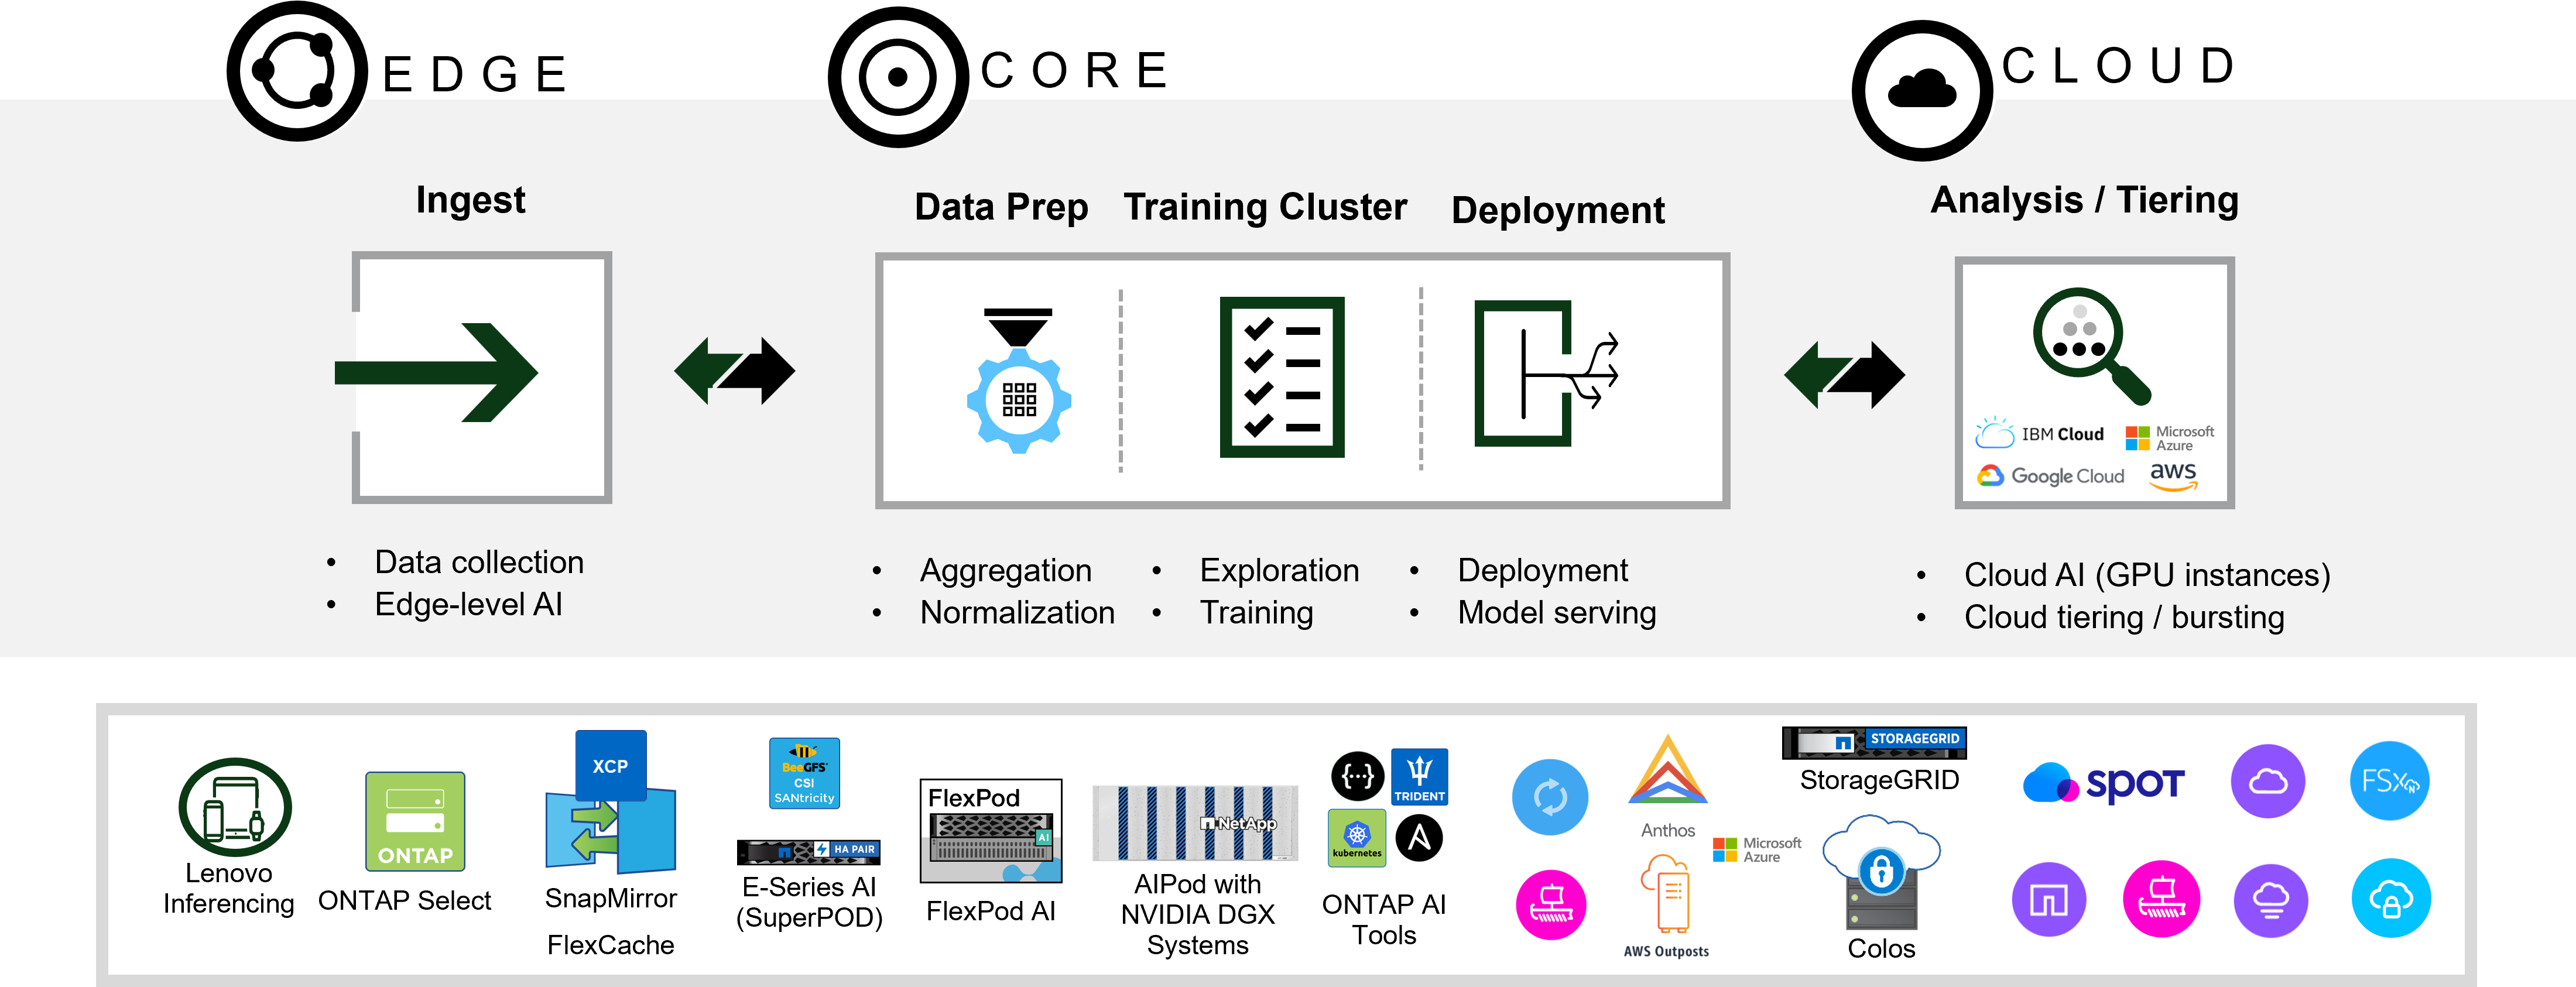 EDGE
CORE
CLOUD
Ingest
Data Prep
Training Cluster
Deployment
Analysis / Tiering
IBM Cloud
Microsoft
Azure
Google Cloud
aws
• Data collection
• Edge-level AI
• Aggregation
• Normalization
• Exploration
• Training
• Deployment
• Model serving
• Cloud AI (GPU instances)
• Cloud tiering / bursting
Lenovo
Inferencing
ONTAP
ONTAP Select
XCP
SnapMirror
FlexCache
BeeGFS
CSI
SANtricity
HA PAIR
E-Series AI
(SuperPOD)
FlexPod
AI
FlexPod AI
NetApp
AIPod with
NVIDIA DGX
Systems
{...}
TRIDENT
kubernetes
ONTAP AI
Tools
Anthos
Microsoft
Azure
AWS Outposts
STORAGEGRID
StorageGRID
Colos
spot
FSxN